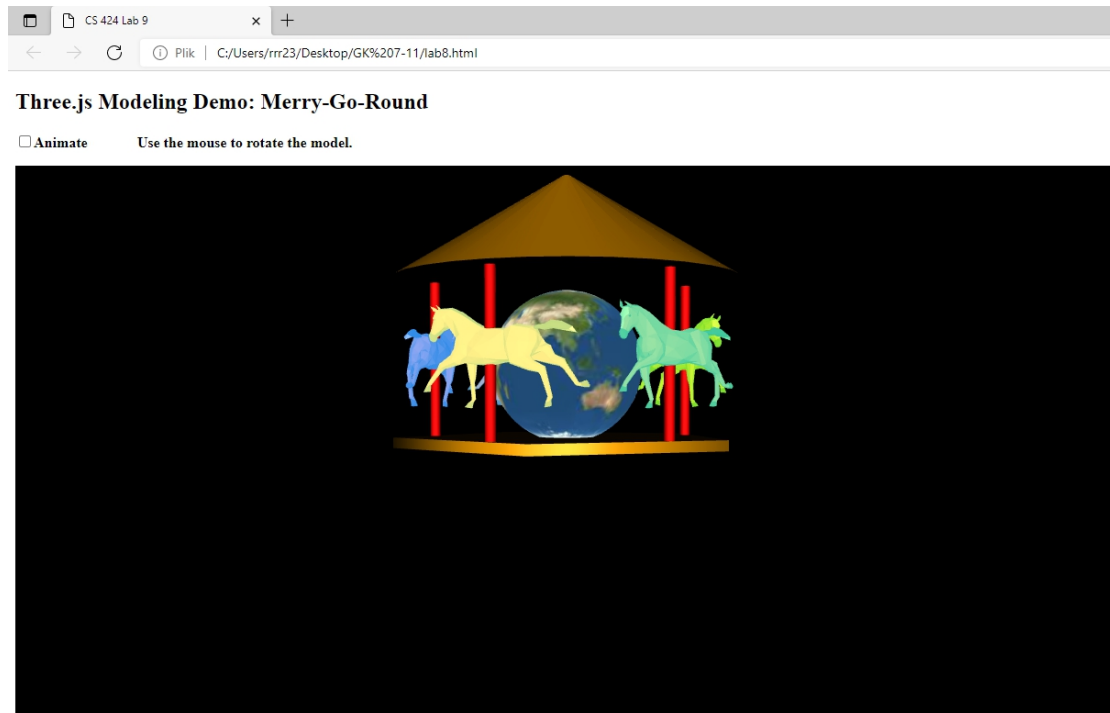 CS 424 Lab 9
Plik | C:/Users/rrr23/Desktop/GK%207-11/lab8.html
Three.js Modeling Demo: Merry-Go-Round
Animate Use the mouse to rotate the model.